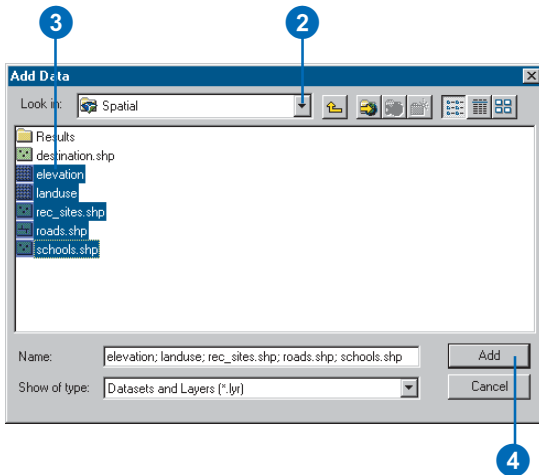 3
2
Add Data
Look in: Spatial
Results
destination.shp
elevation
landuse
rec_sites.shp
roads.shp
schools.shp
Name: elevation; landuse; rec_sites.shp; roads.shp; schools.shp Add
Show of type: Datasets and Layers (*.lyr) Cancel
4